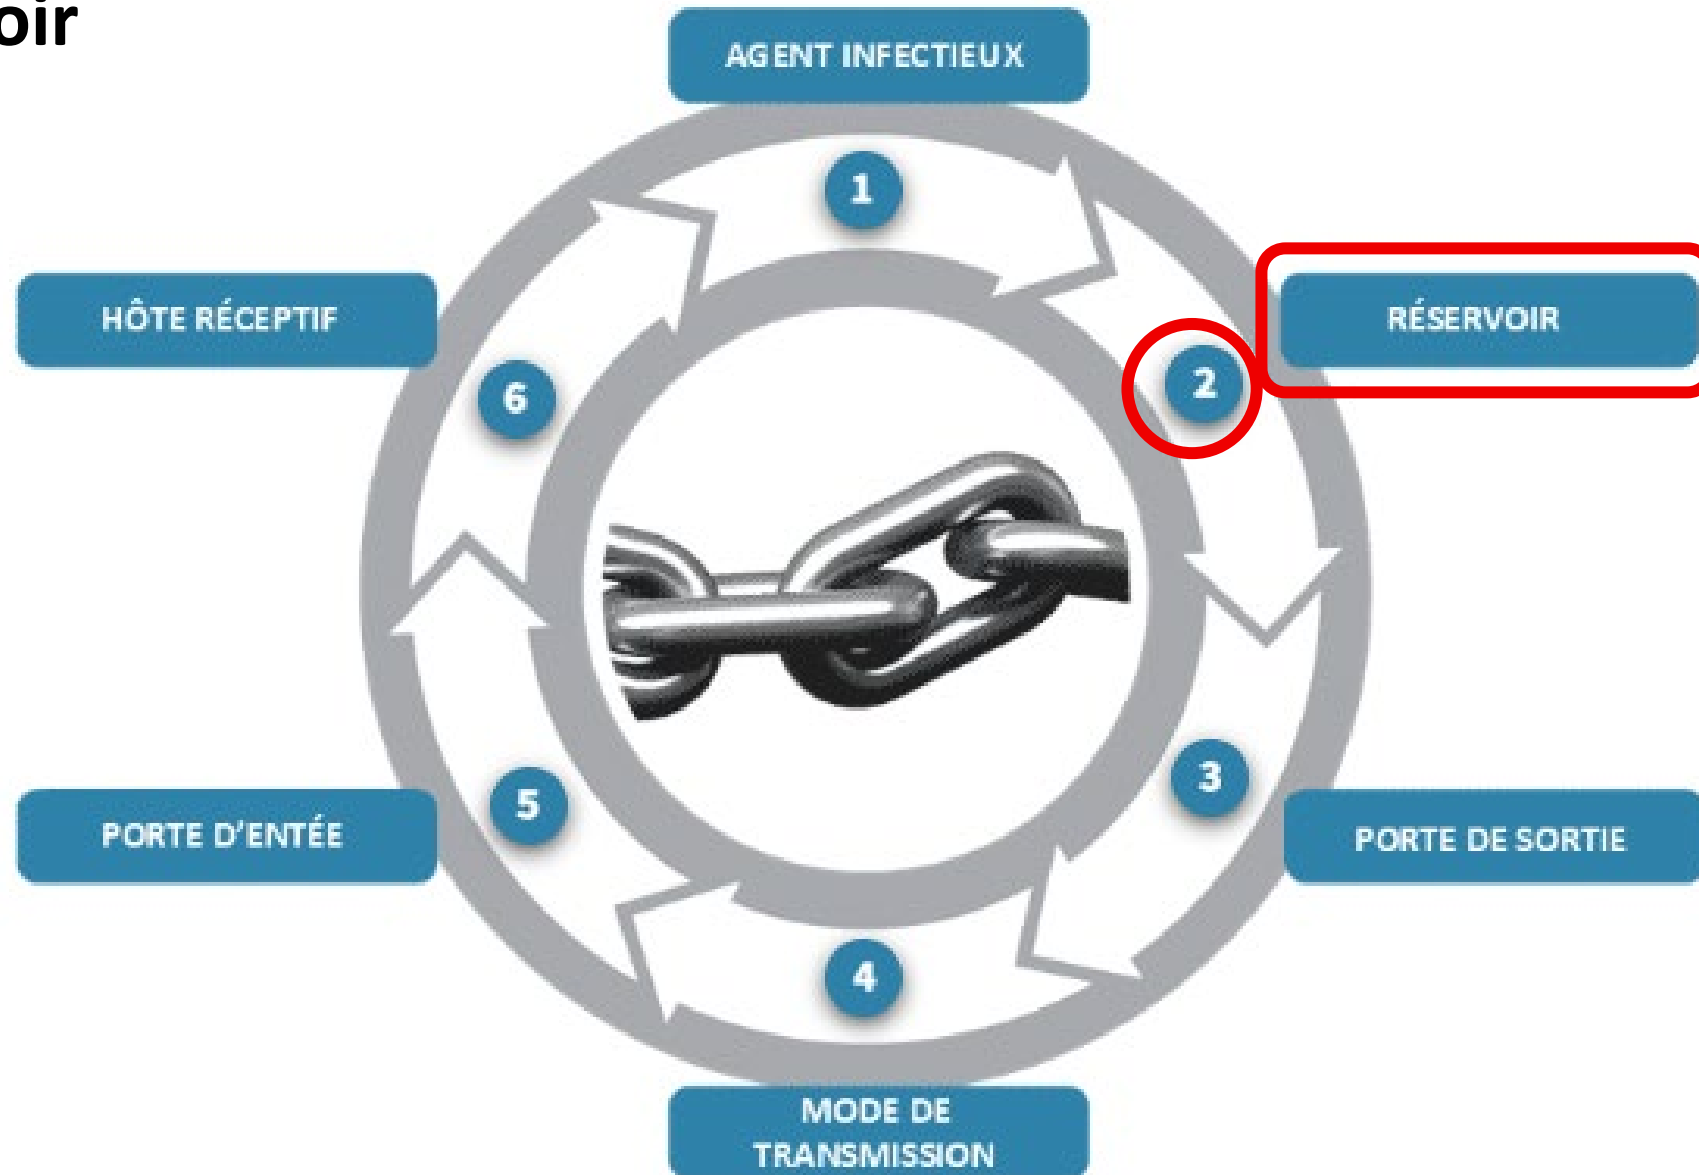 oir
AGENT INFECTIEUX
1
HÔTE RÉCEPTIF
RÉSERVOIR
2
6
3
5
PORTE D'ENTÉE
PORTE DE SORTIE
4
MODE DE
TRANSMISSION